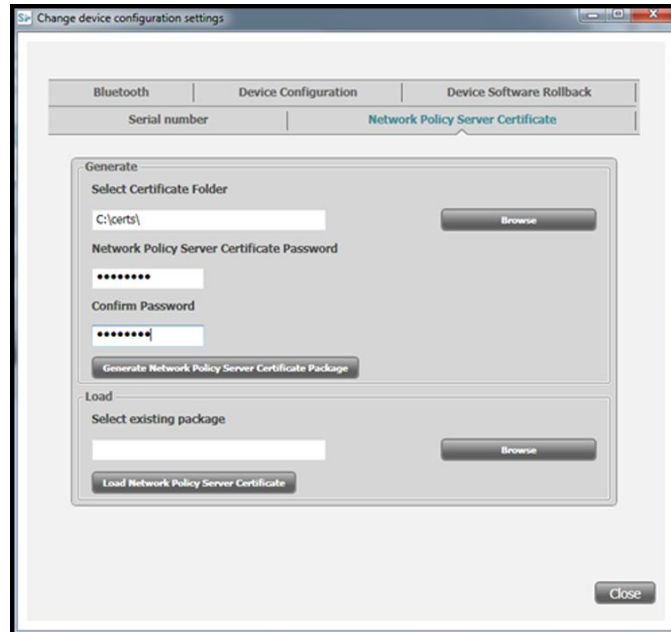 Change device configuration settings
Bluetooth Device Configuration Device Software Rollback
Serial number Network Policy Server Certificate
Generate
Select Certificate Folder
C:\certs\ Browse
Network Policy Server Certificate Password
••••••••
Confirm Password
••••••••
Generate Network Policy Server Certificate Package
Load
Select existing package
Browse
Load Network Policy Server Certificate
Close